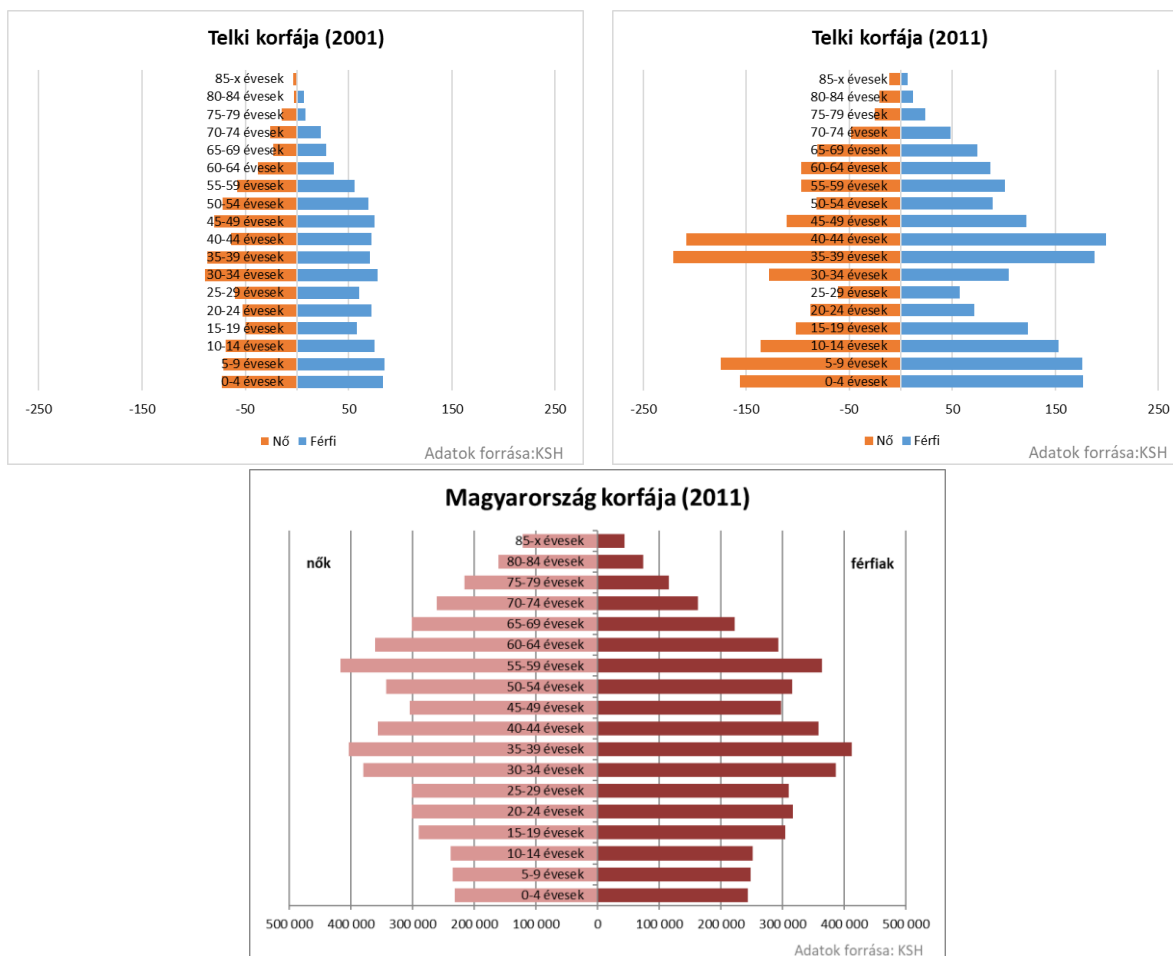 Telki korfája (2001)
85-x évesek
80-84 évesek
75-79 évesek
70-74 évesek
65-69 évesek
60-64 évesek
55-59 évesek
50-54 évesek
45-49 évesek
40-44 évesek
35-39 évesek
30-34 évesek
25-29 évesek
20-24 évesek
15-19 évesek
10-14 évesek
5-9 évesek
0-4 évesek
-250 -150 -50 50 150 250
Nő Férfi
Adatok forrása:KSH
Telki korfája (2011)
85-x évesek
80-84 évesek
75-79 évesek
70-74 évesek
65-69 évesek
60-64 évesek
55-59 évesek
50-54 évesek
45-49 évesek
40-44 évesek
35-39 évesek
30-34 évesek
25-29 évesek
20-24 évesek
15-19 évesek
10-14 évesek
5-9 évesek
0-4 évesek
-250 -150 -50 50 150 250
Nő Férfi
Adatok forrása:KSH
Magyarország korfája (2011)
nők
férfiak
85-x évesek
80-84 évesek
75-79 évesek
70-74 évesek
65-69 évesek
60-64 évesek
55-59 évesek
50-54 évesek
45-49 évesek
40-44 évesek
35-39 évesek
30-34 évesek
25-29 évesek
20-24 évesek
15-19 évesek
10-14 évesek
5-9 évesek
0-4 évesek
500 000 400 000 300 000 200 000 100 000 0 100 000 200 000 300 000 400 000 500 000
Adatok forrása: KSH